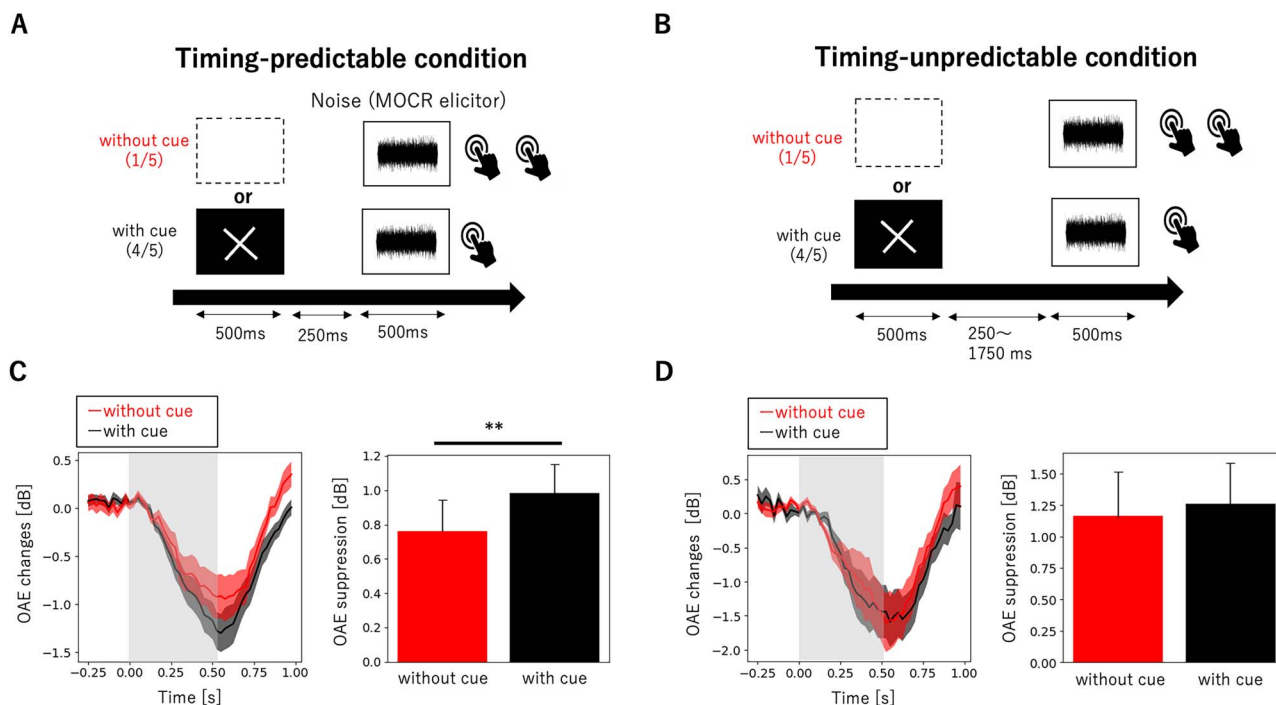 A
Timing-predictable condition
Noise (MOCR elicitor)
without cue
(1/5)
or
with cue
(4/5)
500ms
250ms
500ms
B
Timing-unpredictable condition
without cue
(1/5)
or
with cue
(4/5)
500ms
250～
1750 ms
500ms
C
without cue
with cue
OAE changes [dB]
0.5
0.0
−0.5
−1.0
−1.5
−0.25
0.00
0.25
0.50
0.75
1.00
Time [s]
**
OAE suppression [dB]
1.2
1.0
0.8
0.6
0.4
0.2
0.0
without cue
with cue
D
without cue
with cue
OAE changes [dB]
0.5
0.0
−0.5
−1.0
−1.5
−2.0
−0.25
0.00
0.25
0.50
0.75
1.00
Time [s]
OAE suppression [dB]
1.50
1.25
1.00
0.75
0.50
0.25
0.00
without cue
with cue